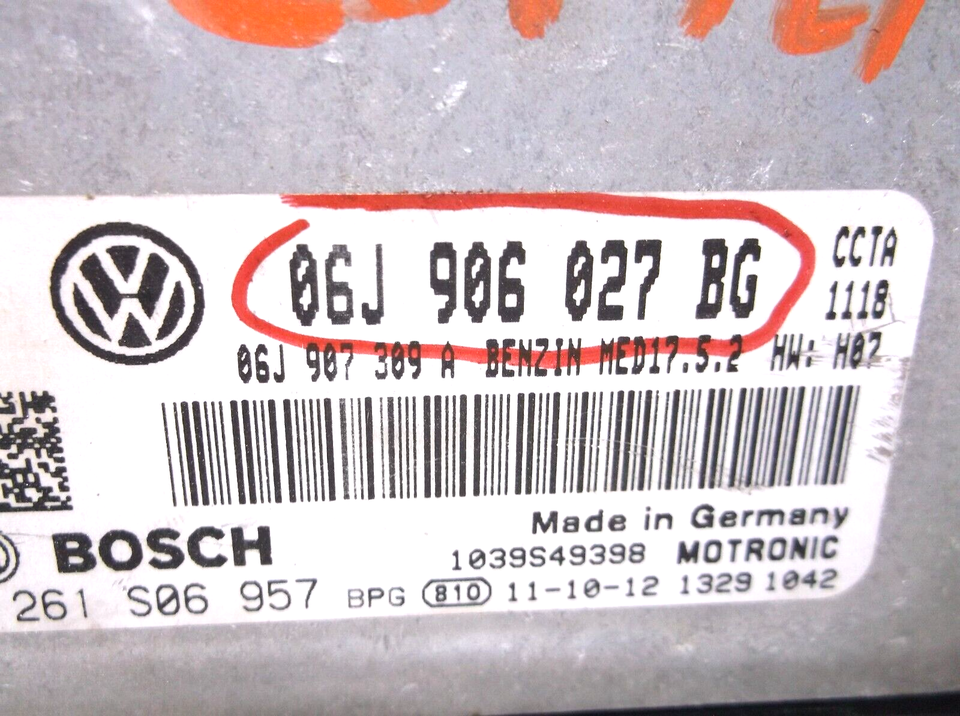 06J 906 027 BG
CCTA
1118
06J 907 309 A BENZIN MED17.5.2 HW: H07
Made in Germany
BOSCH
1039S49398 MOTRONIC
261 S06 957 BPG 810 11-10-12 1329 1042